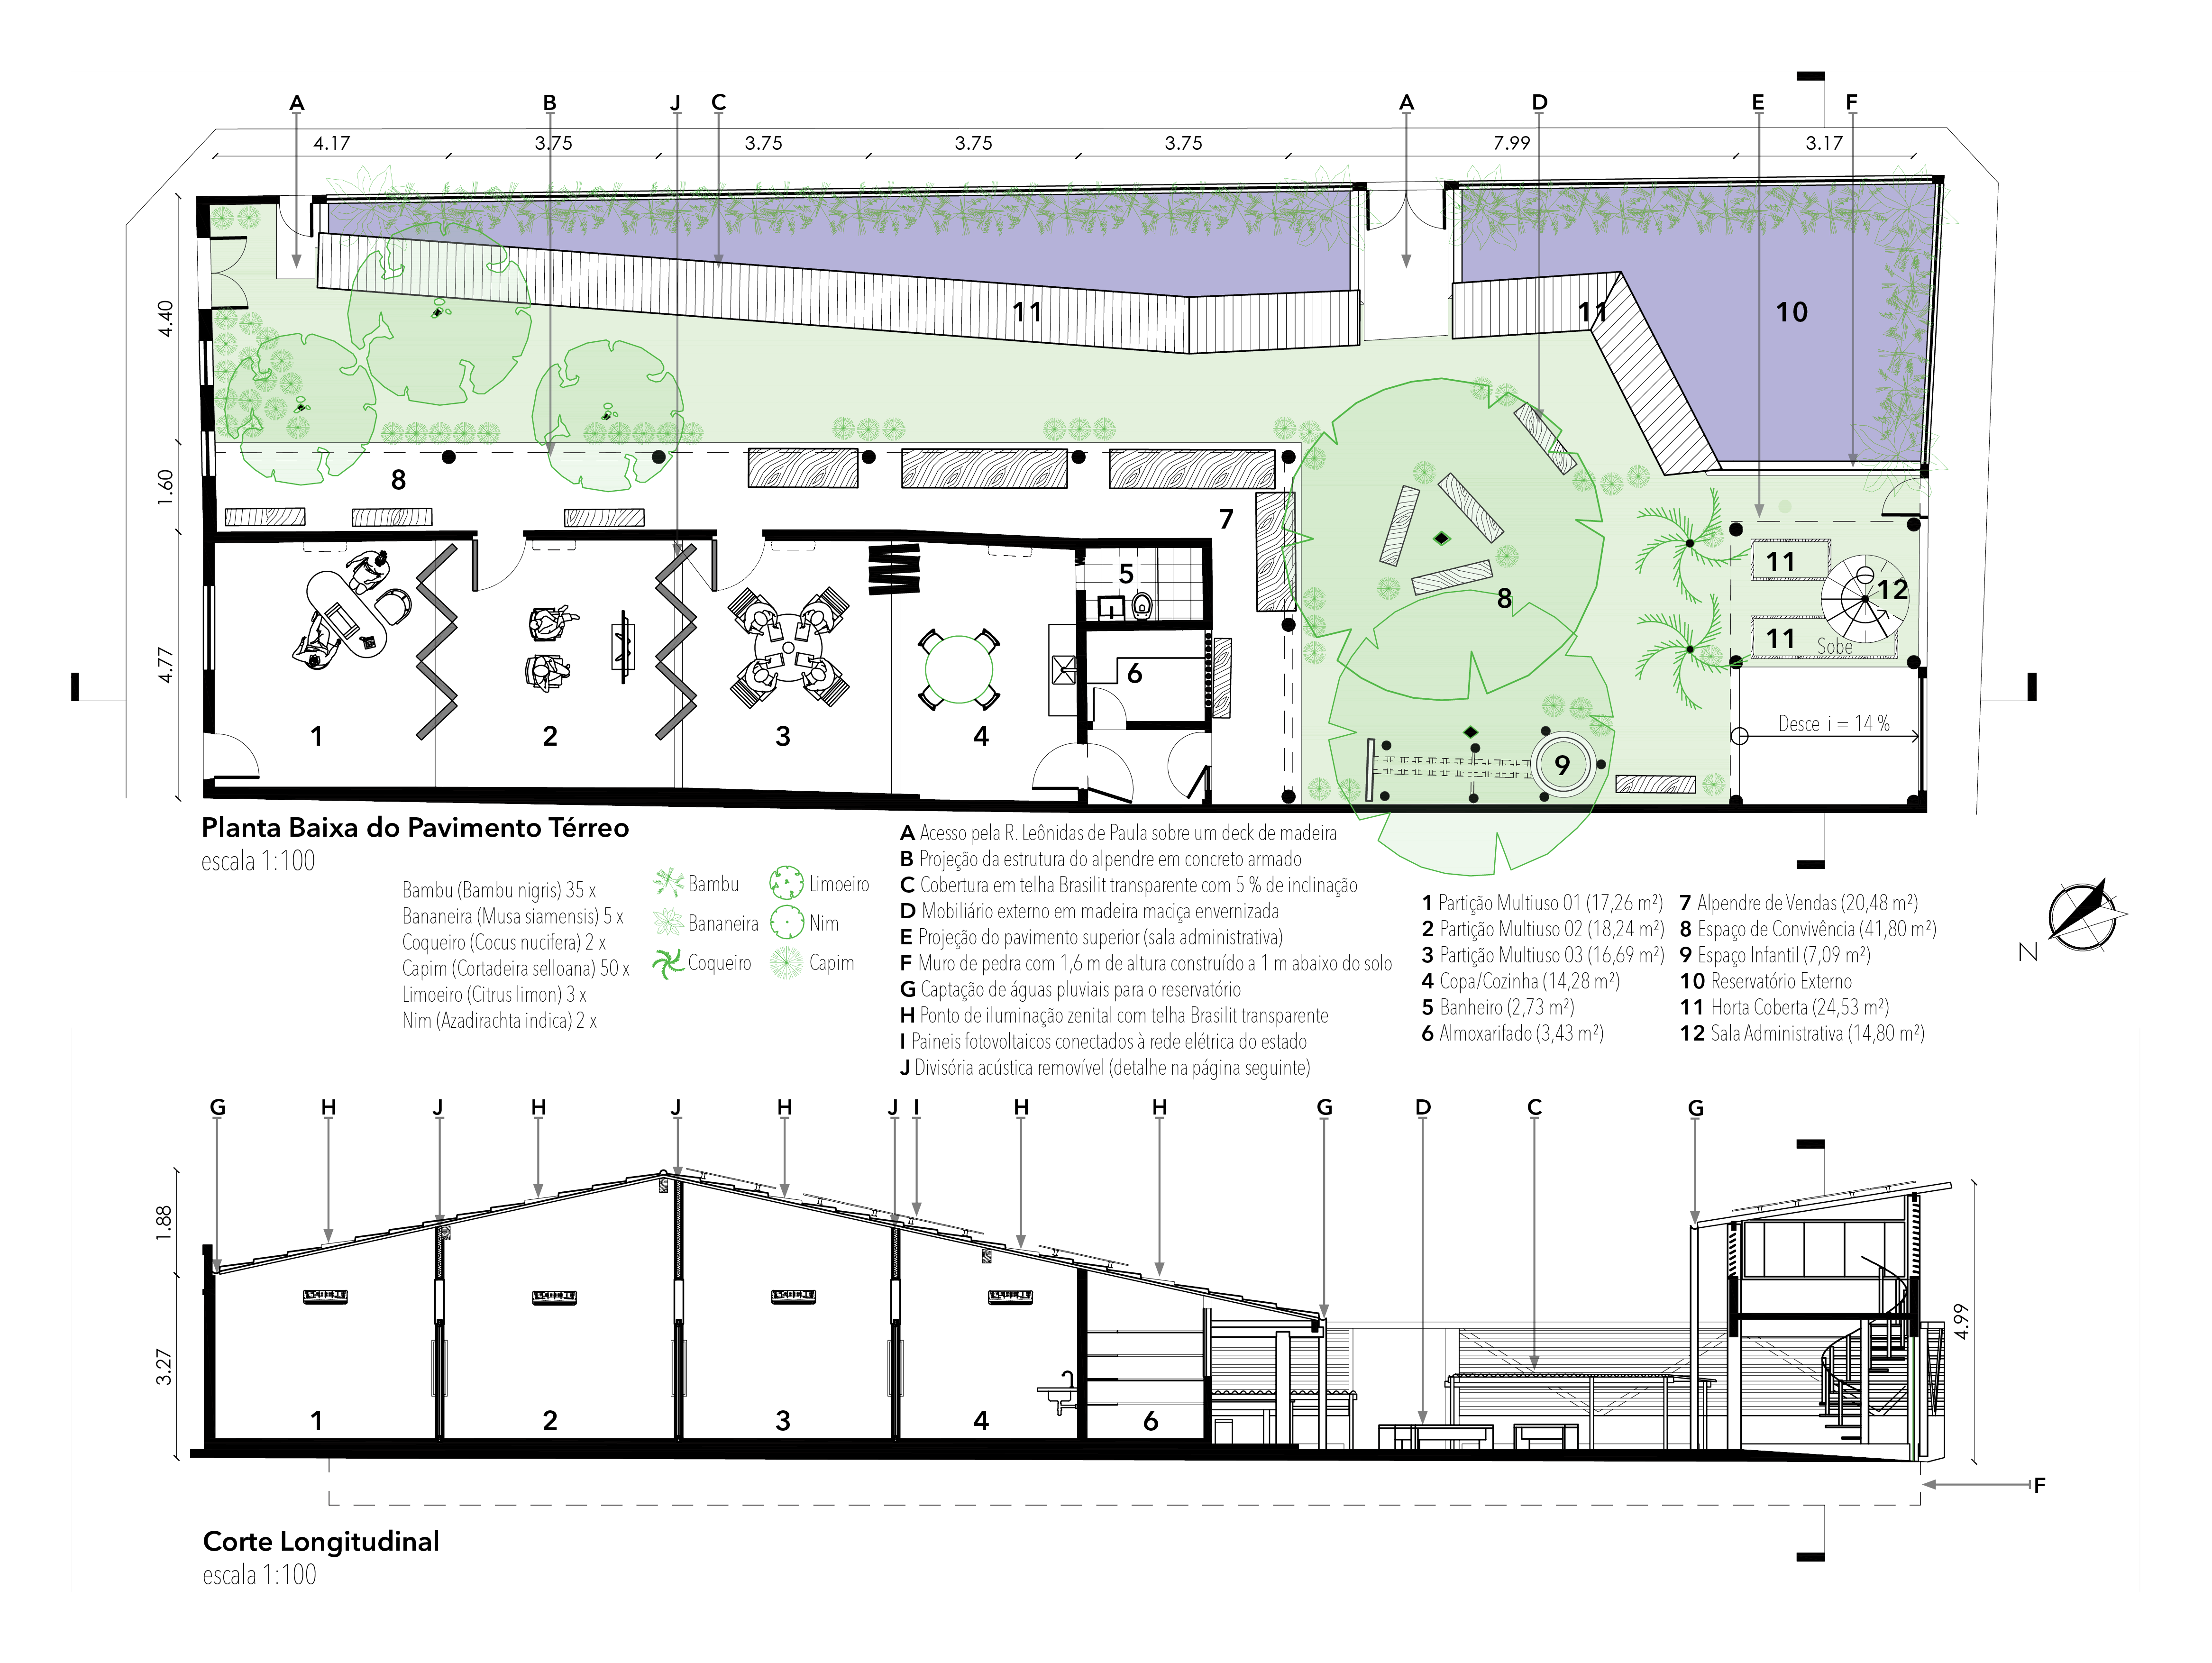 A B J C A D E F
4.17 3.75 3.75 3.75 3.75 7.99 3.17
4.40
11 11 10
1.60
8
7
5
8
11 12
4.77
6
11
Sobe
1 2 3 4
Desce i = 14 %
9
Planta Baixa do Pavimento Térreo
escala 1:100
Bambu (Bambu nigris) 35 x
Bananeira (Musa siamensis) 5 x
Coqueiro (Cocus nucifera) 2 x
Capim (Cortadeira selloana) 50 x
Limoeiro (Citrus limon) 3 x
Nim (Azadirachta indica) 2 x
Bambu
Bananeira
Coqueiro
Limoeiro
Nim
Capim
A Acesso pela R. Leônidas de Paula sobre um deck de madeira
B Projeção da estrutura do alpendre em concreto armado
C Cobertura em telha Brasilit transparente com 5 % de inclinação
D Mobiliário externo em madeira maciça envernizada
E Projeção do pavimento superior (sala administrativa)
F Muro de pedra com 1,6 m de altura construído a 1 m abaixo do solo
G Captação de águas pluviais para o reservatório
H Ponto de iluminação zenital com telha Brasilit transparente
I Paineis fotovoltaicos conectados à rede elétrica do estado
J Divisória acústica removível (detalhe na página seguinte)
1 Partição Multiuso 01 (17,26 m²)
2 Partição Multiuso 02 (18,24 m²)
3 Partição Multiuso 03 (16,69 m²)
4 Copa/Cozinha (14,28 m²)
5 Banheiro (2,73 m²)
6 Almoxarifado (3,43 m²)
7 Alpendre de Vendas (20,48 m²)
8 Espaço de Convivência (41,80 m²)
9 Espaço Infantil (7,09 m²)
10 Reservatório Externo
11 Horta Coberta (24,53 m²)
12 Sala Administrativa (14,80 m²)
N
G H J H J H J I H H G D C G
1.88
4.99
3.27
1 2 3 4 6
F
Corte Longitudinal
escala 1:100